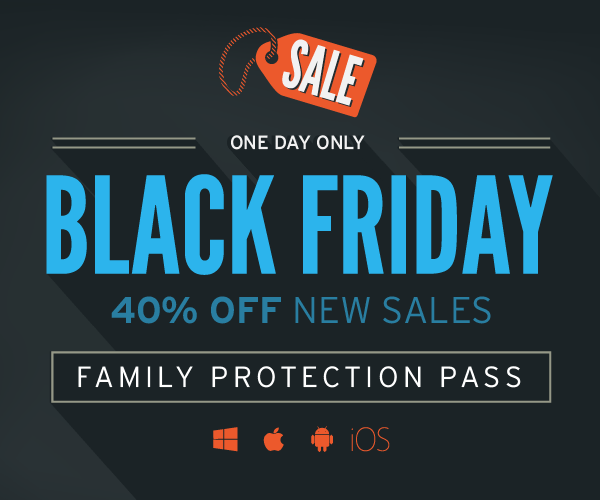 SALE
ONE DAY ONLY
BLACK FRIDAY
40% OFF NEW SALES
FAMILY PROTECTION PASS
iOS